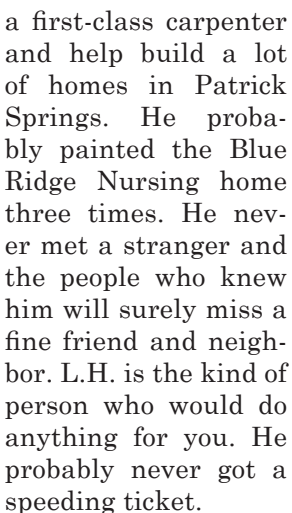 a first-class carpenter
and help build a lot
of homes in Patrick
Springs. He proba-
bly painted the Blue
Ridge Nursing home
three times. He nev-
er met a stranger and
the people who knew
him will surely miss a
fine friend and neigh-
bor. L.H. is the kind of
person who would do
anything for you. He
probably never got a
speeding ticket.